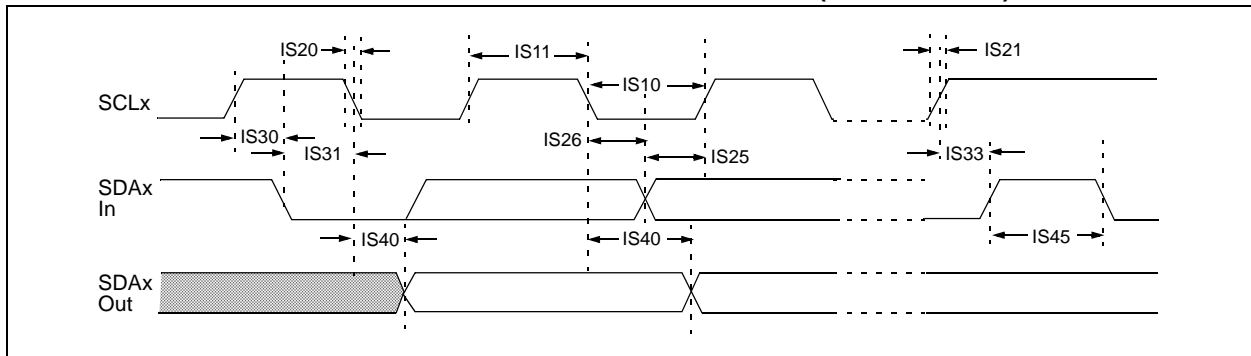 IS20
IS11
IS21
IS10
SCLx
IS30
IS31
IS26
IS25
IS33
SDAx
In
IS40
IS40
IS45
SDAx
Out